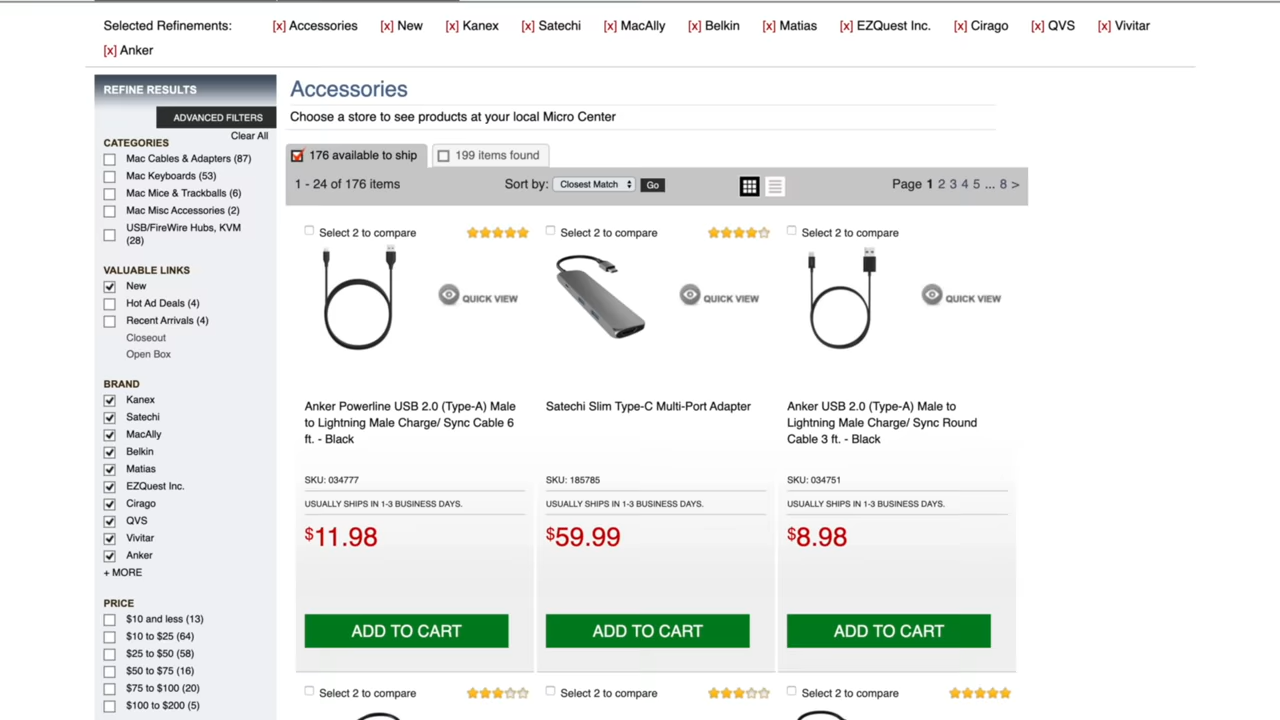 Selected Refinements: [x] Accessories [x] New [x] Kanex [x] Satechi [x] MacAlly [x] Belkin [x] Matias [x] EZQuest Inc. [x] Cirago [x] QVS [x] Vivitar
[x] Anker
REFINE RESULTS
ADVANCED FILTERS
Clear All
CATEGORIES
Mac Cables & Adapters (87)
Mac Keyboards (53)
Mac Mice & Trackballs (6)
Mac Misc Accessories (2)
USB/FireWire Hubs, KVM
(28)
VALUABLE LINKS
New
Hot Ad Deals (4)
Recent Arrivals (4)
Closeout
Open Box
BRAND
Kanex
Satechi
MacAlly
Belkin
Matias
EZQuest Inc.
Cirago
QVS
Vivitar
Anker
+ MORE
PRICE
$10 and less (13)
$10 to $25 (64)
$25 to $50 (58)
$50 to $75 (16)
$75 to $100 (20)
$100 to $200 (5)
Accessories
Choose a store to see products at your local Micro Center
176 available to ship 199 items found
1 - 24 of 176 items Sort by: Closest Match Go Page 1 2 3 4 5 ... 8 >
Select 2 to compare
QUICK VIEW
Anker Powerline USB 2.0 (Type-A) Male
to Lightning Male Charge/ Sync Cable 6
ft. - Black
SKU: 034777
USUALLY SHIPS IN 1-3 BUSINESS DAYS.
$11.98
ADD TO CART
Select 2 to compare
QUICK VIEW
Satechi Slim Type-C Multi-Port Adapter
SKU: 185785
USUALLY SHIPS IN 1-3 BUSINESS DAYS.
$59.99
ADD TO CART
Select 2 to compare
QUICK VIEW
Anker USB 2.0 (Type-A) Male to
Lightning Male Charge/ Sync Round
Cable 3 ft. - Black
SKU: 034751
USUALLY SHIPS IN 1-3 BUSINESS DAYS.
$8.98
ADD TO CART
Select 2 to compare
Select 2 to compare
Select 2 to compare